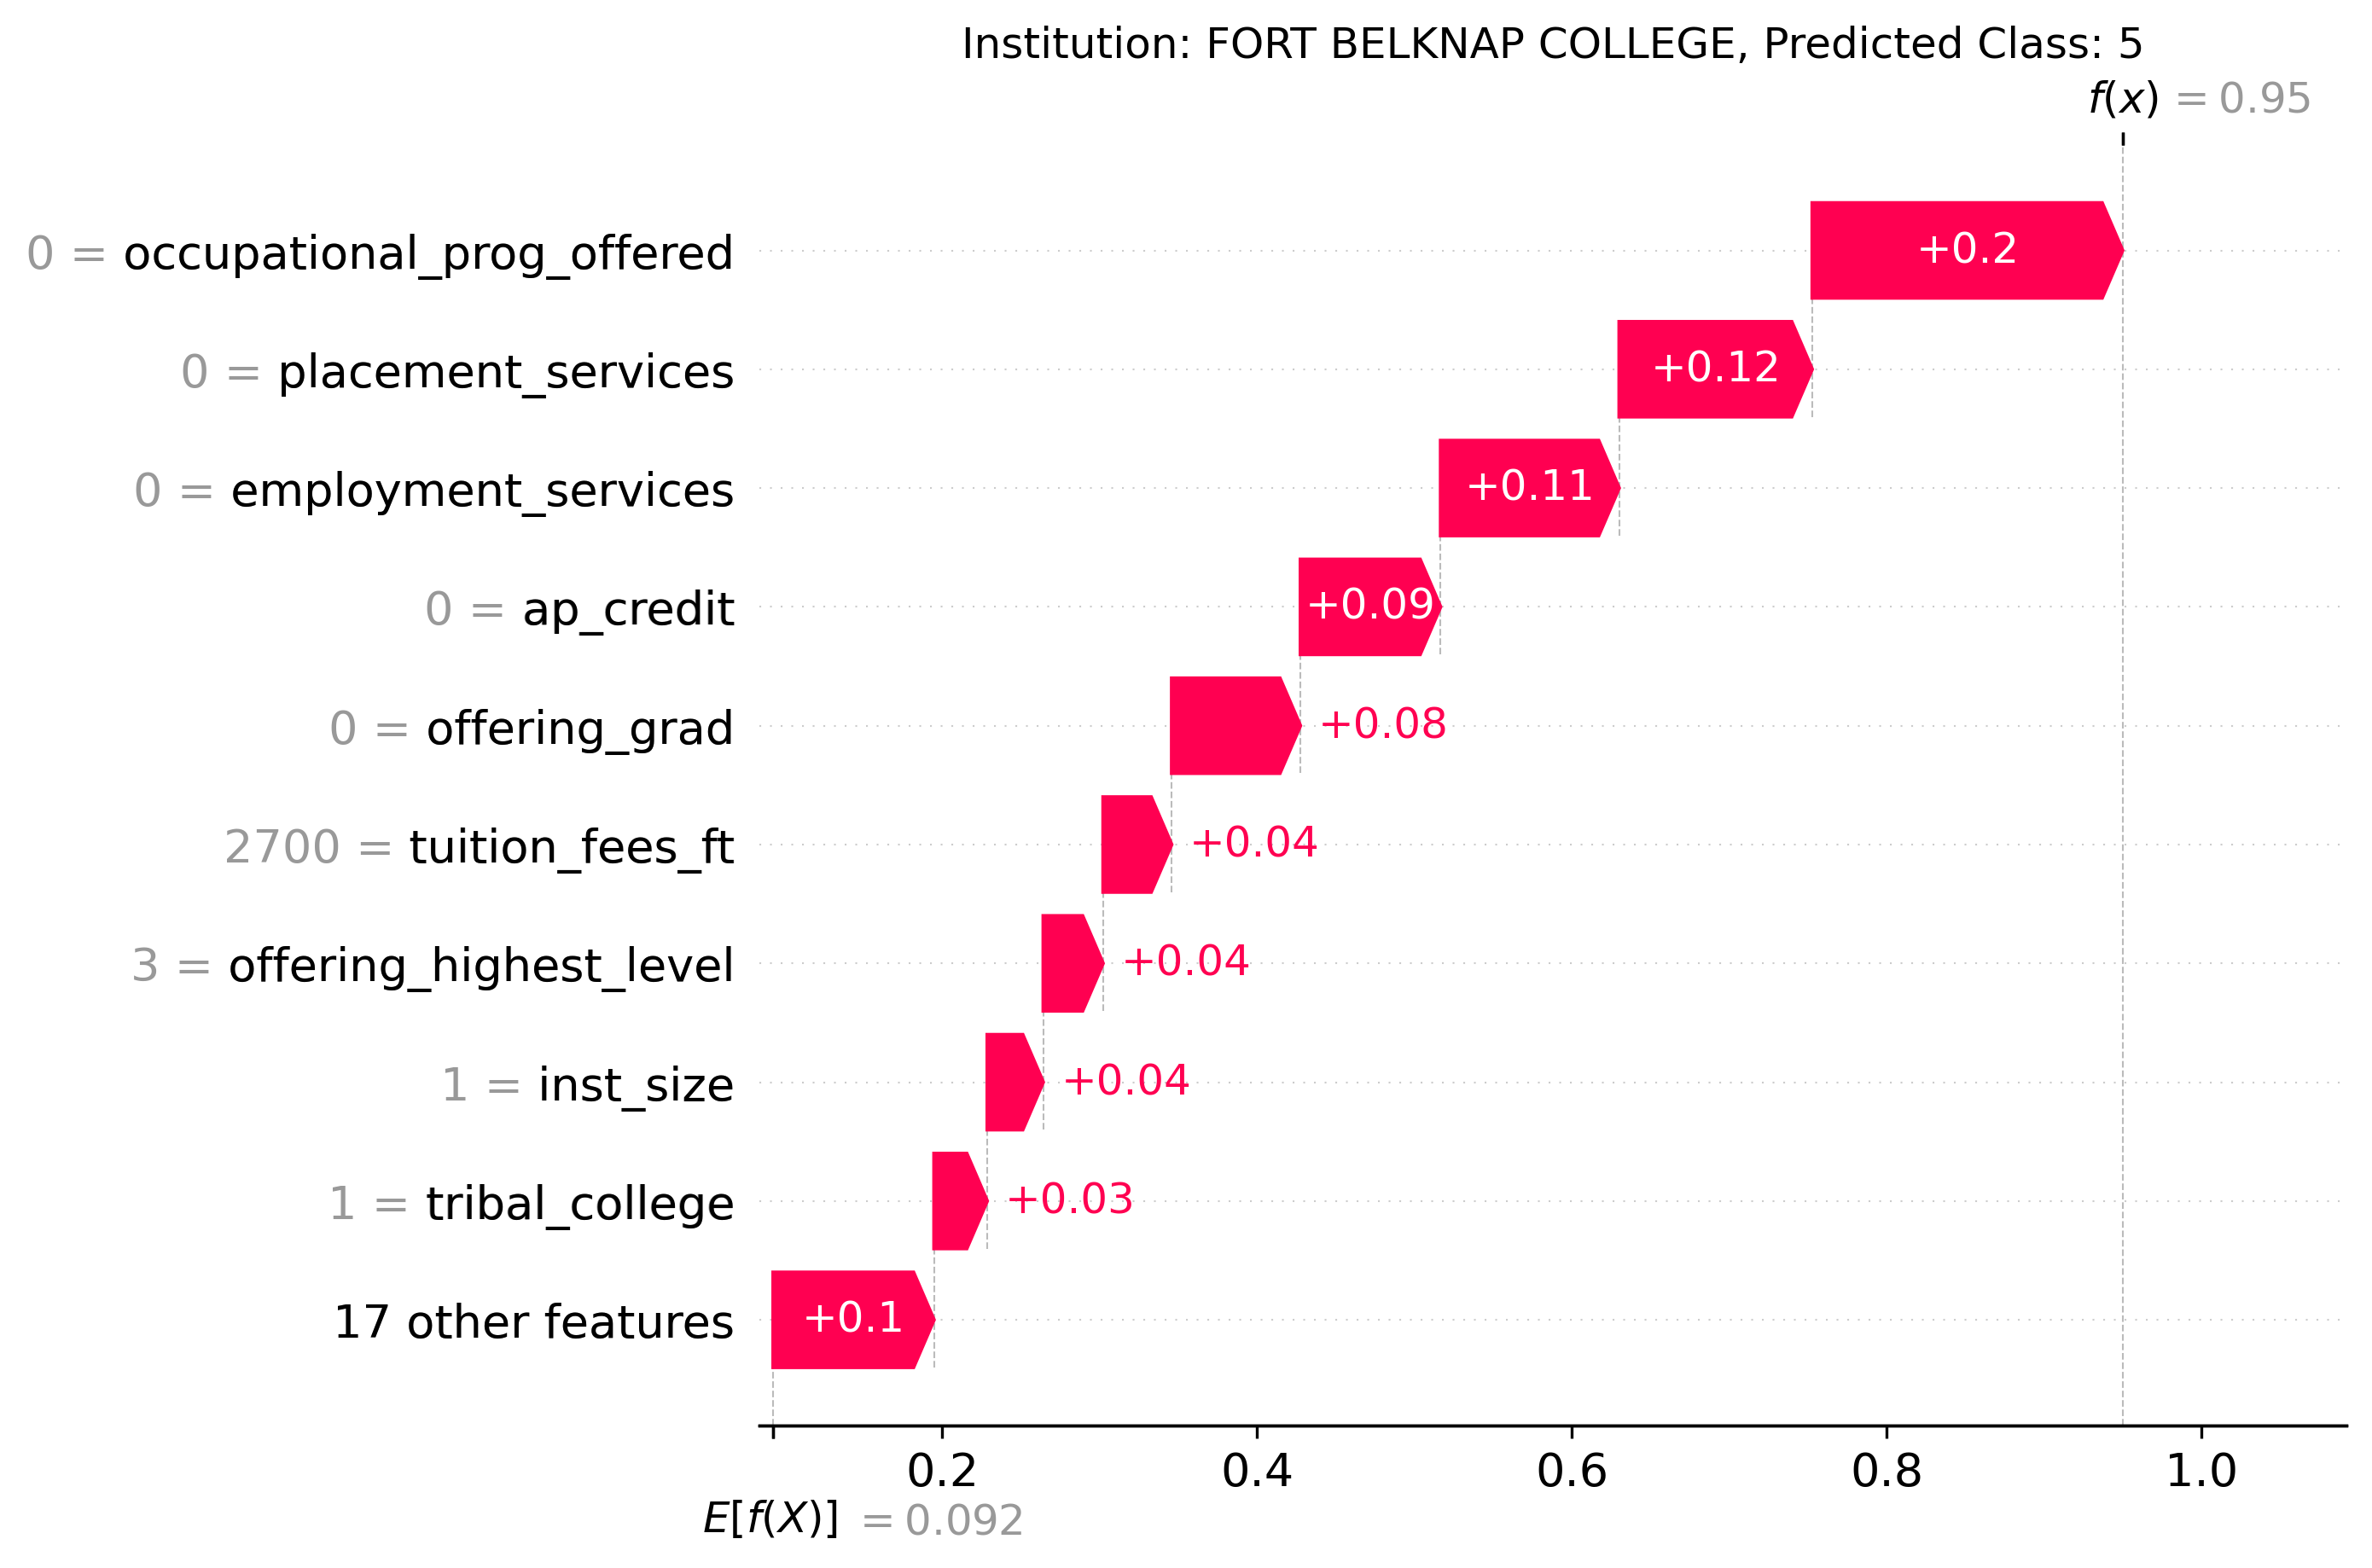 Institution: FORT BELKNAP COLLEGE, Predicted Class: 5
f(x) = 0.95
0 = occupational_prog_offered +0.2
0 = placement_services +0.12
0 = employment_services +0.11
0 = ap_credit +0.09
0 = offering_grad +0.08
2700 = tuition_fees_ft +0.04
3 = offering_highest_level +0.04
1 = inst_size +0.04
1 = tribal_college +0.03
17 other features +0.1
0.2 0.4 0.6 0.8 1.0
E[f(X)] = 0.092